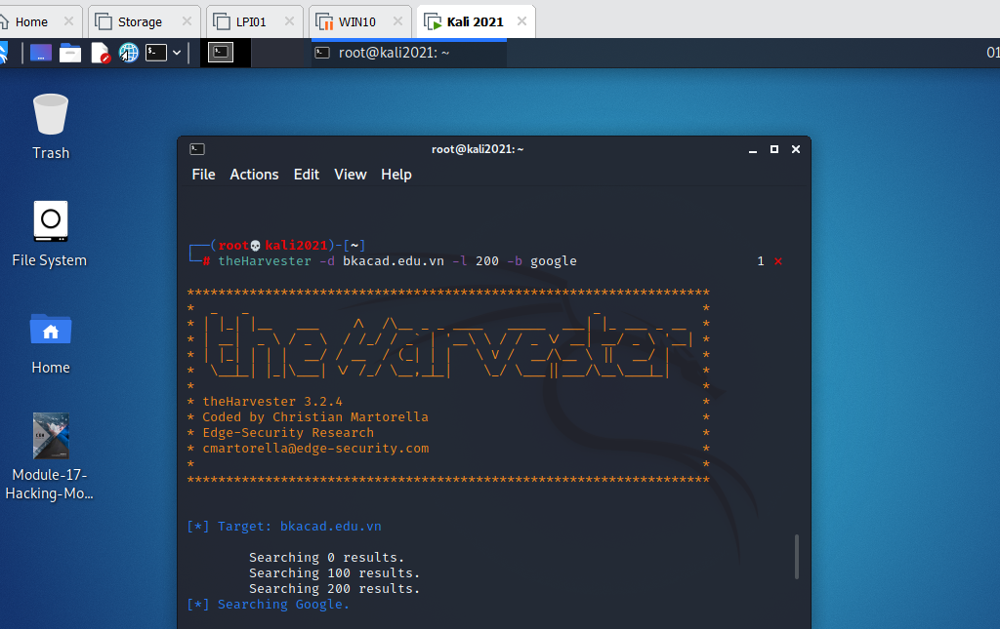 Home
Storage
LPI01
WIN10
Kali 2021
root@kali2021: ~
01
Trash
File System
Home
Module-17-
Hacking-Mo...
root@kali2021:~
File Actions Edit View Help
(root💀kali2021)-[~]
# theHarvester -d bkacad.edu.vn -l 200 -b google 1 ⨯
*******************************************************************
theHarvester
* theHarvester 3.2.4 *
* Coded by Christian Martorella *
* Edge-Security Research *
* cmartorella@edge-security.com *
* *
*******************************************************************
[*] Target: bkacad.edu.vn
Searching 0 results.
Searching 100 results.
Searching 200 results.
[*] Searching Google.